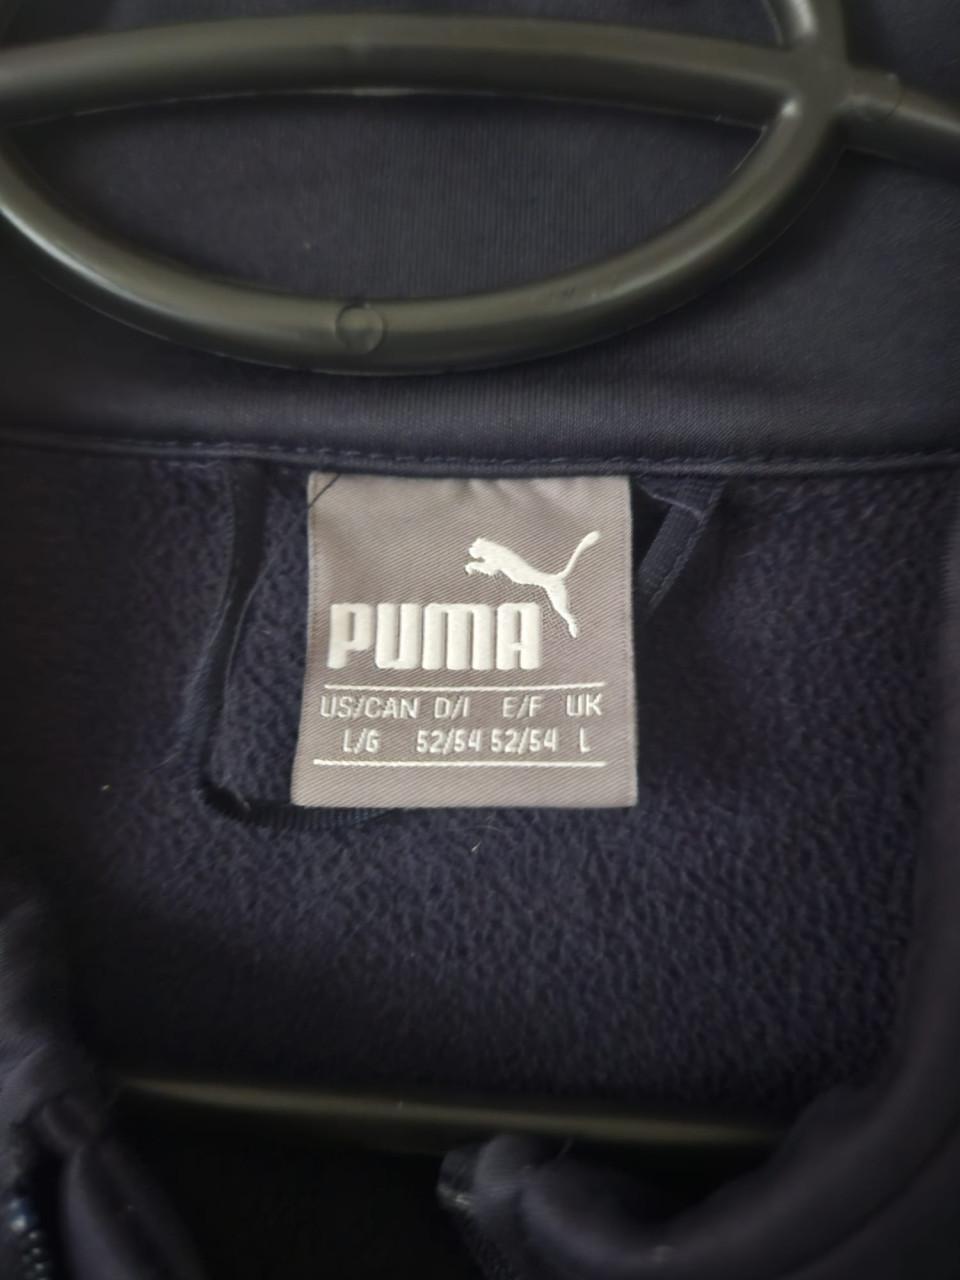 PUMA
US/CAN D/I E/F UK
L/G 52/54 52/54 L